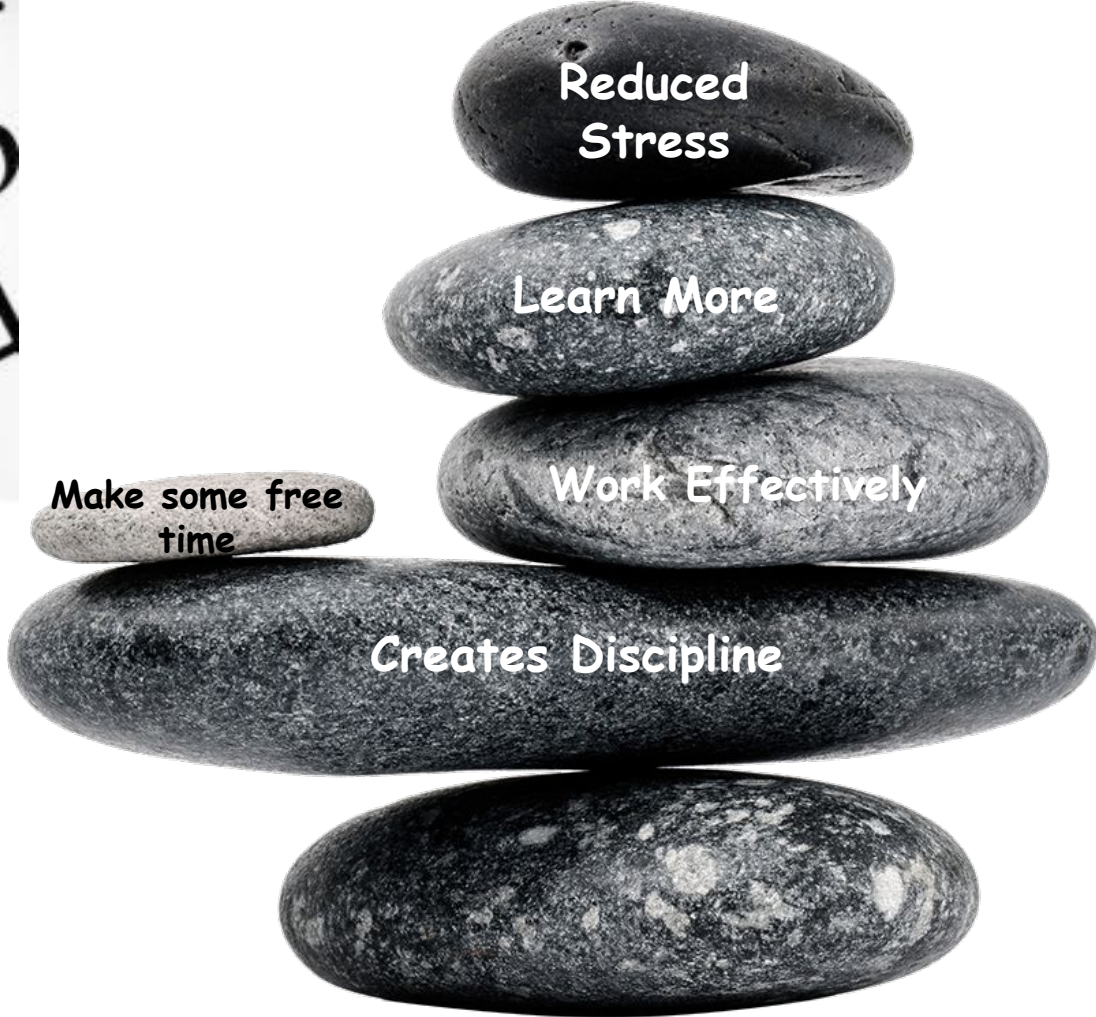 Reduced
Stress
Learn More
Work Effectively
Make some free
time
Creates Discipline